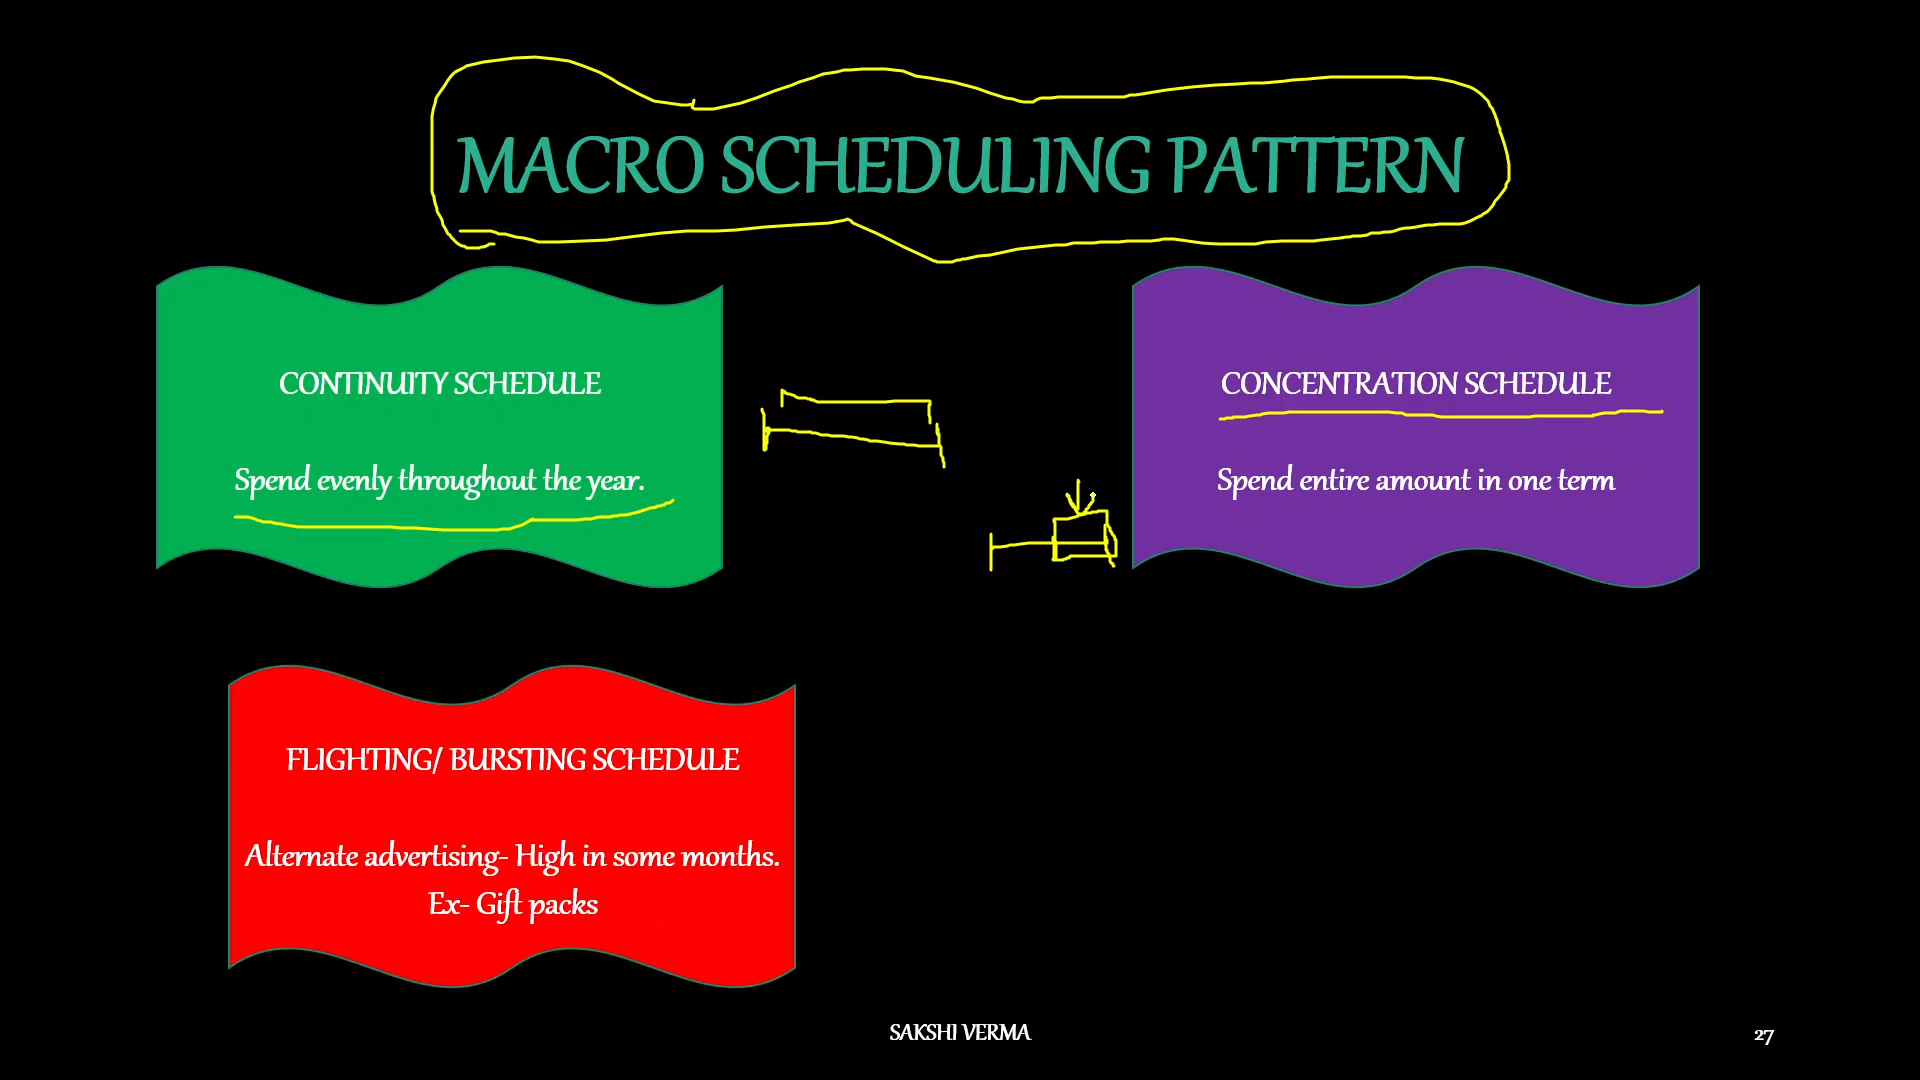 MACRO SCHEDULING PATTERN
CONTINUITY SCHEDULE
Spend evenly throughout the year.
CONCENTRATION SCHEDULE
Spend entire amount in one term
FLIGHTING/ BURSTING SCHEDULE
Alternate advertising- High in some months.
Ex- Gift packs
SAKSHI VERMA
27